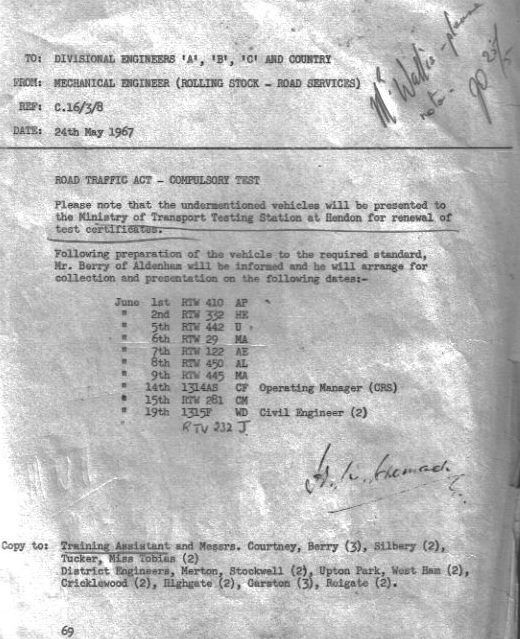 Mr Wallis - please
note.
TO: DIVISIONAL ENGINEERS 'A', 'B', 'C' AND COUNTRY
FROM: MECHANICAL ENGINEER (ROLLING STOCK - ROAD SERVICES)
REF: C.16/3/8
DATE: 24th May 1967
ROAD TRAFFIC ACT - COMPULSORY TEST
Please note that the undermentioned vehicles will be presented to
the Ministry of Transport Testing Station at Hendon for renewal of
test certificates.
Following preparation of the vehicle to the required standard,
Mr. Berry of Aldenham will be informed and he will arrange for
collection and presentation on the following dates:-
June 1st RTW 410 AP
" 2nd RTW 332 HE
" 5th RTW 442 U
" 6th RTW 29 MA
" 7th RTW 122 AE
" 8th RTW 450 AL
" 9th RTW 445 MA
" 14th 1314AS CF Operating Manager (CRS)
" 15th RTW 281 CM
" 19th 1315F WD Civil Engineer (2)
" RTW 232 J
Copy to: Training Assistant and Messrs. Courtney, Berry (3), Silbery (2),
Tucker, Miss Tobias (2)
District Engineers, Merton, Stockwell (2), Upton Park, West Ham (2),
Cricklewood (2), Highgate (2), Garston (3), Reigate (2).
69